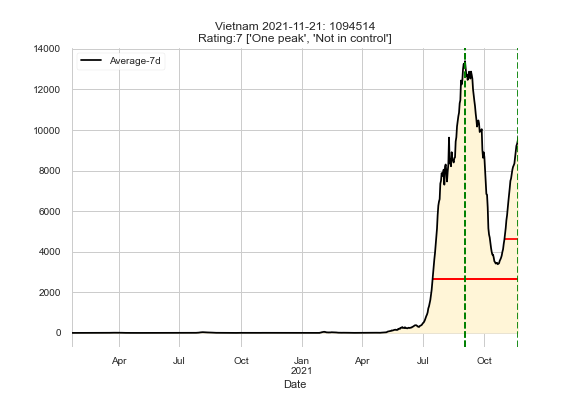 Vietnam 2021-11-21: 1094514
Rating:7 ['One peak', 'Not in control']
Average-7d
14000
12000
10000
8000
6000
4000
2000
0
Apr Jul Oct Jan Apr Jul Oct
2021
Date